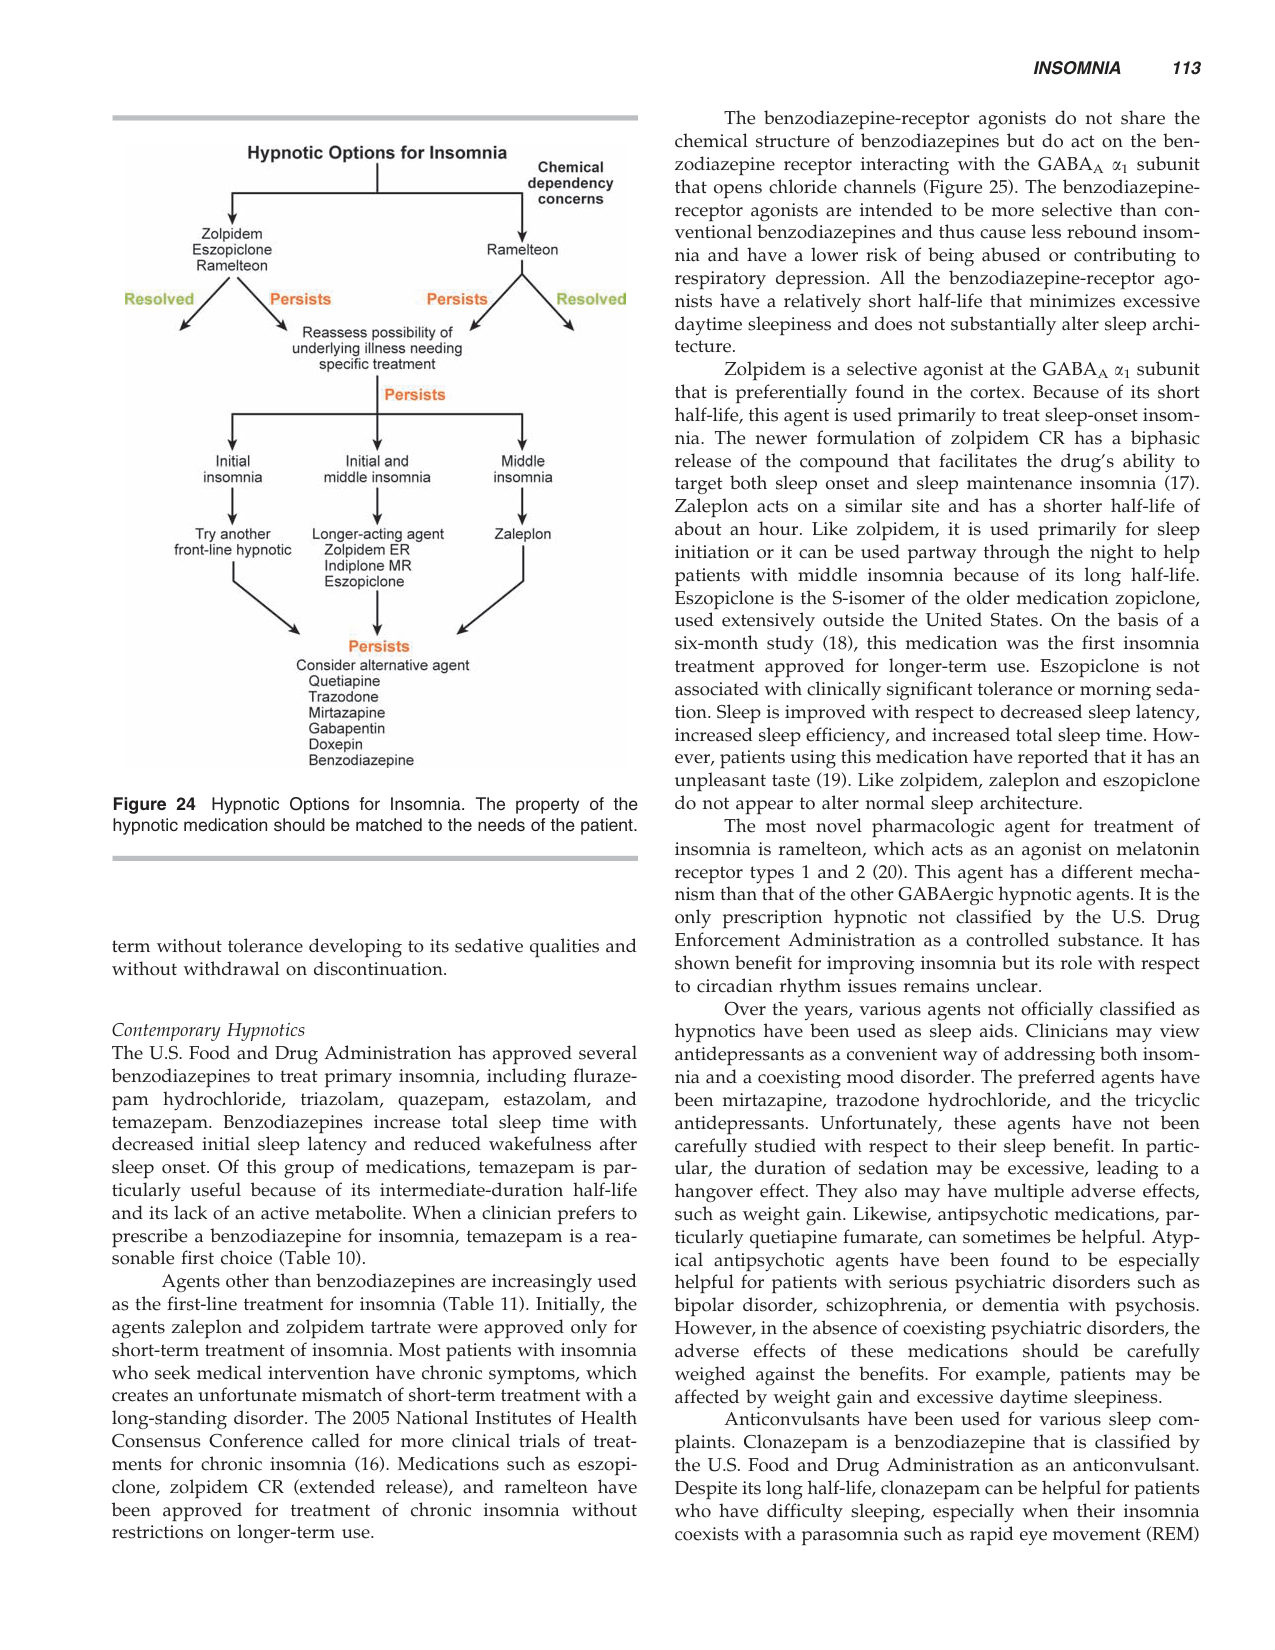 INSOMNIA 113
Hypnotic Options for Insomnia
Chemical
dependency
concerns
Zolpidem
Eszopiclone
Ramelteon
Ramelteon
Resolved
Persists
Persists
Resolved
Reassess possibility of
underlying illness needing
specific treatment
Persists
Initial
insomnia
Initial and
middle insomnia
Middle
insomnia
Try another
front-line hypnotic
Longer-acting agent
Zolpidem ER
Indiplone MR
Eszopiclone
Zaleplon
Persists
Consider alternative agent
Quetiapine
Trazodone
Mirtazapine
Gabapentin
Doxepin
Benzodiazepine
Figure 24 Hypnotic Options for Insomnia. The property of the
hypnotic medication should be matched to the needs of the patient.
term without tolerance developing to its sedative qualities and
without withdrawal on discontinuation.
Contemporary Hypnotics
The U.S. Food and Drug Administration has approved several
benzodiazepines to treat primary insomnia, including fluraze-
pam hydrochloride, triazolam, quazepam, estazolam, and
temazepam. Benzodiazepines increase total sleep time with
decreased initial sleep latency and reduced wakefulness after
sleep onset. Of this group of medications, temazepam is par-
ticularly useful because of its intermediate-duration half-life
and its lack of an active metabolite. When a clinician prefers to
prescribe a benzodiazepine for insomnia, temazepam is a rea-
sonable first choice (Table 10).
Agents other than benzodiazepines are increasingly used
as the first-line treatment for insomnia (Table 11). Initially, the
agents zaleplon and zolpidem tartrate were approved only for
short-term treatment of insomnia. Most patients with insomnia
who seek medical intervention have chronic symptoms, which
creates an unfortunate mismatch of short-term treatment with a
long-standing disorder. The 2005 National Institutes of Health
Consensus Conference called for more clinical trials of treat-
ments for chronic insomnia (16). Medications such as eszopi-
clone, zolpidem CR (extended release), and ramelteon have
been approved for treatment of chronic insomnia without
restrictions on longer-term use.
The benzodiazepine-receptor agonists do not share the
chemical structure of benzodiazepines but do act on the ben-
zodiazepine receptor interacting with the GABA<sub>A</sub> α<sub>1</sub> subunit
that opens chloride channels (Figure 25). The benzodiazepine-
receptor agonists are intended to be more selective than con-
ventional benzodiazepines and thus cause less rebound insom-
nia and have a lower risk of being abused or contributing to
respiratory depression. All the benzodiazepine-receptor ago-
nists have a relatively short half-life that minimizes excessive
daytime sleepiness and does not substantially alter sleep archi-
tecture.
Zolpidem is a selective agonist at the GABA<sub>A</sub> α<sub>1</sub> subunit
that is preferentially found in the cortex. Because of its short
half-life, this agent is used primarily to treat sleep-onset insom-
nia. The newer formulation of zolpidem CR has a biphasic
release of the compound that facilitates the drug's ability to
target both sleep onset and sleep maintenance insomnia (17).
Zaleplon acts on a similar site and has a shorter half-life of
about an hour. Like zolpidem, it is used primarily for sleep
initiation or it can be used partway through the night to help
patients with middle insomnia because of its long half-life.
Eszopiclone is the S-isomer of the older medication zopiclone,
used extensively outside the United States. On the basis of a
six-month study (18), this medication was the first insomnia
treatment approved for longer-term use. Eszopiclone is not
associated with clinically significant tolerance or morning seda-
tion. Sleep is improved with respect to decreased sleep latency,
increased sleep efficiency, and increased total sleep time. How-
ever, patients using this medication have reported that it has an
unpleasant taste (19). Like zolpidem, zaleplon and eszopiclone
do not appear to alter normal sleep architecture.
The most novel pharmacologic agent for treatment of
insomnia is ramelteon, which acts as an agonist on melatonin
receptor types 1 and 2 (20). This agent has a different mecha-
nism than that of the other GABAergic hypnotic agents. It is the
only prescription hypnotic not classified by the U.S. Drug
Enforcement Administration as a controlled substance. It has
shown benefit for improving insomnia but its role with respect
to circadian rhythm issues remains unclear.
Over the years, various agents not officially classified as
hypnotics have been used as sleep aids. Clinicians may view
antidepressants as a convenient way of addressing both insom-
nia and a coexisting mood disorder. The preferred agents have
been mirtazapine, trazodone hydrochloride, and the tricyclic
antidepressants. Unfortunately, these agents have not been
carefully studied with respect to their sleep benefit. In partic-
ular, the duration of sedation may be excessive, leading to a
hangover effect. They also may have multiple adverse effects,
such as weight gain. Likewise, antipsychotic medications, par-
ticularly quetiapine fumarate, can sometimes be helpful. Atyp-
ical antipsychotic agents have been found to be especially
helpful for patients with serious psychiatric disorders such as
bipolar disorder, schizophrenia, or dementia with psychosis.
However, in the absence of coexisting psychiatric disorders, the
adverse effects of these medications should be carefully
weighed against the benefits. For example, patients may be
affected by weight gain and excessive daytime sleepiness.
Anticonvulsants have been used for various sleep com-
plaints. Clonazepam is a benzodiazepine that is classified by
the U.S. Food and Drug Administration as an anticonvulsant.
Despite its long half-life, clonazepam can be helpful for patients
who have difficulty sleeping, especially when their insomnia
coexists with a parasomnia such as rapid eye movement (REM)